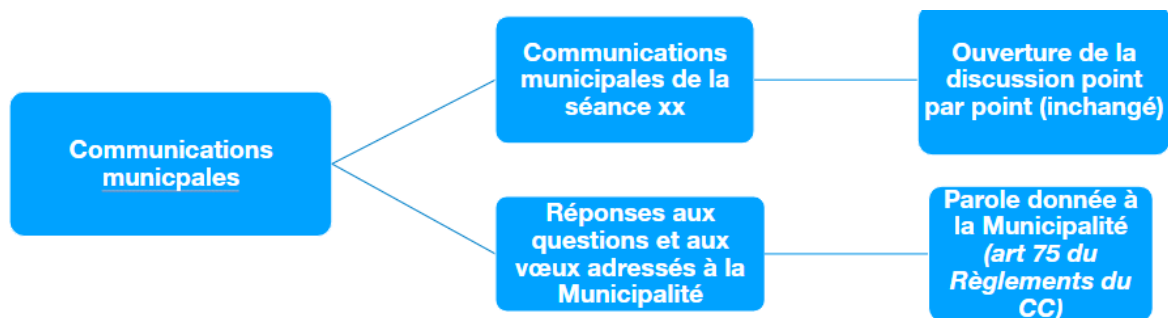 Communications
municpales
Communications
municipales de la
séance xx
Ouverture de la
discussion point
par point (inchangé)
Réponses aux
questions et aux
vœux adressés à la
Municipalité
Parole donnée à
la Municipalité
(art 75 du
Règlements du
CC)